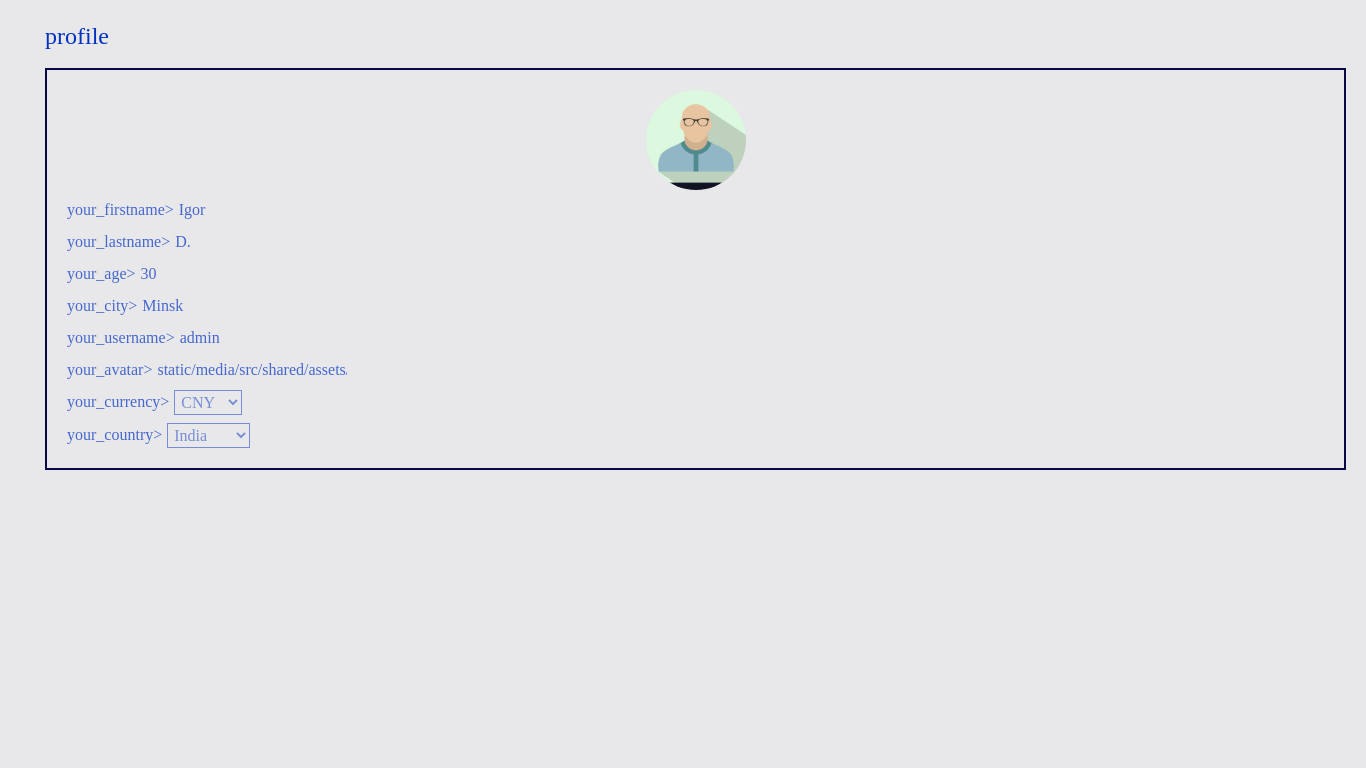 profile
your_firstname> Igor
your_lastname> D.
your_age> 30
your_city> Minsk
your_username> admin
your_avatar> static/media/src/shared/assets
your_currency> CNY
your_country> India